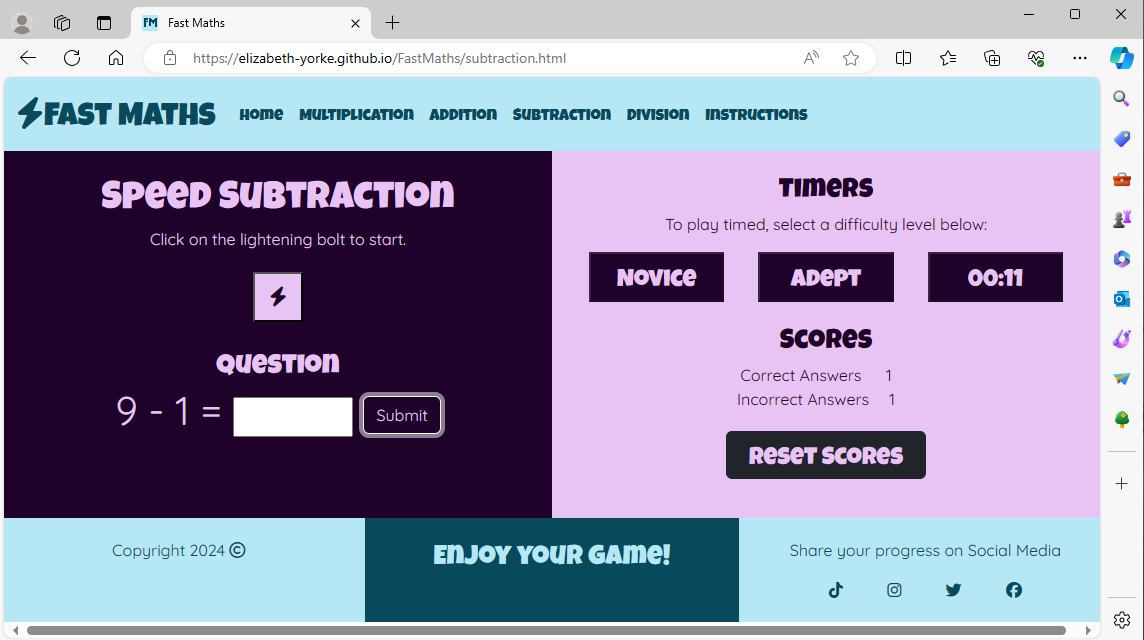 Fast Maths
https://elizabeth-yorke.github.io/FastMaths/subtraction.html
FAST MATHS Home Multiplication Addition Subtraction Division Instructions
Speed Subtraction
Click on the lightening bolt to start.
Question
9 - 1 = Submit
Timers
To play timed, select a difficulty level below:
Novice Adept 00:11
Scores
Correct Answers 1
Incorrect Answers 1
Reset Scores
Copyright 2024 ©
Enjoy your game!
Share your progress on Social Media